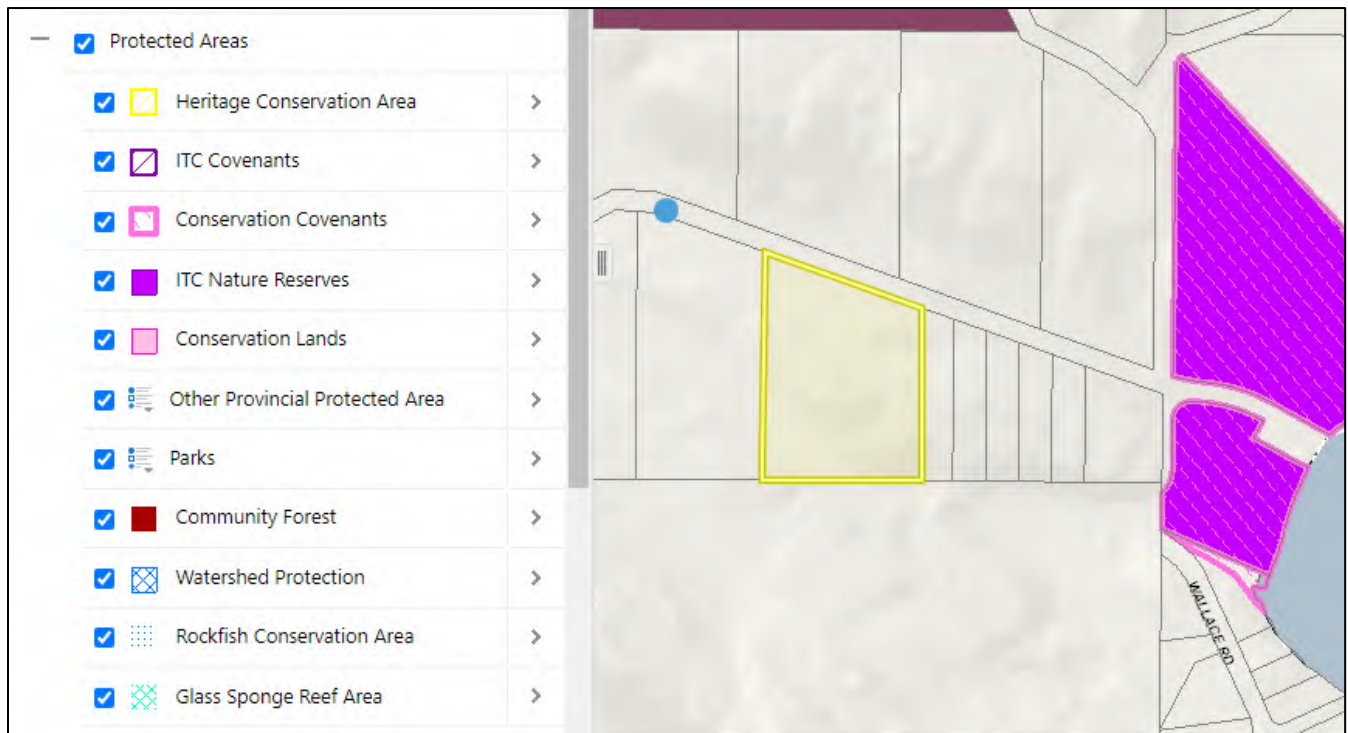 Protected Areas
Heritage Conservation Area
ITC Covenants
Conservation Covenants
ITC Nature Reserves
Conservation Lands
Other Provincial Protected Area
Parks
Community Forest
Watershed Protection
Rockfish Conservation Area
Glass Sponge Reef Area
WALLACE RD